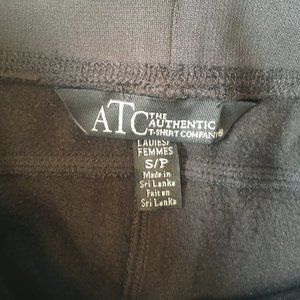 ATC THE
AUTHENTIC
T-SHIRT COMPANY®
LADIES/
FEMMES
S/P
Made in
Sri Lanka
Fait en
Sri Lanka